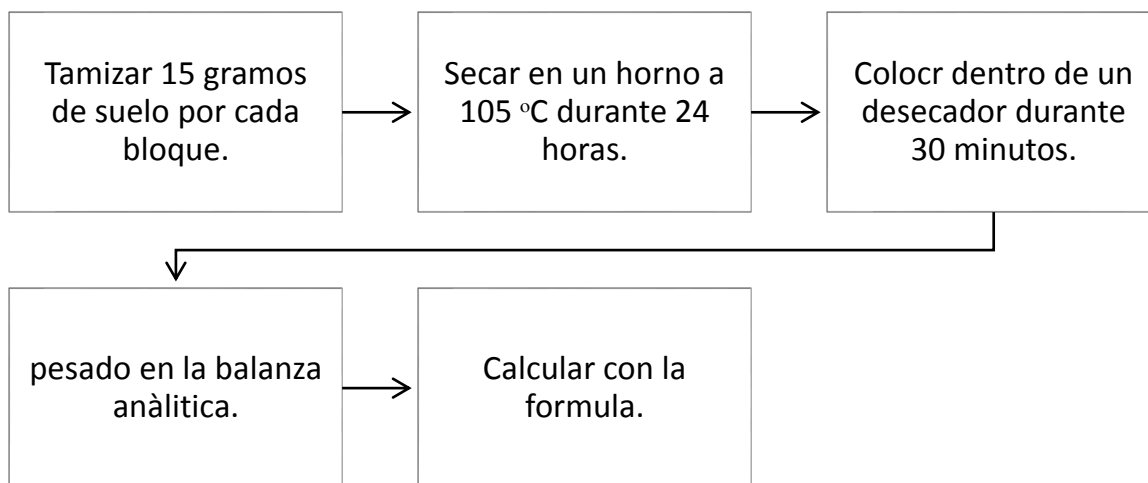 Tamizar 15 gramos
de suelo por cada
bloque.
Secar en un horno a
105 ºC durante 24
horas.
Colocr dentro de un
desecador durante
30 minutos.
pesado en la balanza
anàlitica.
Calcular con la
formula.